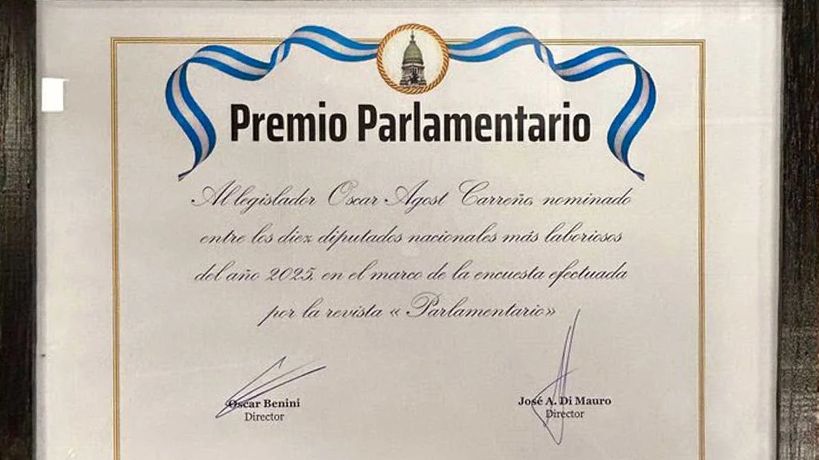 Premio Parlamentario
Al legislador Oscar Agost Carreño, nominado
entre los diez diputados nacionales más laboriosos
del año 2025, en el marco de la encuesta efectuada
por la revista « Parlamentario»
Oscar Benini
Director
José A. Di Mauro
Director